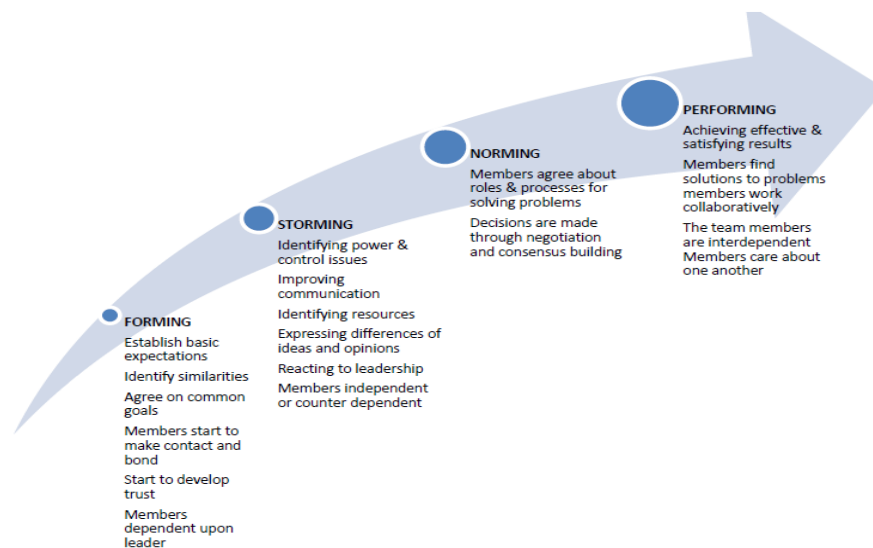 FORMING
Establish basic
expectations
Identify similarities
Agree on common
goals
Members start to
make contact and
bond
Start to develop
trust
Members
dependent upon
leader
STORMING
Identifying power &
control issues
Improving
communication
Identifying resources
Expressing differences of
ideas and opinions
Reacting to leadership
Members independent
or counter dependent
NORMING
Members agree about
roles & processes for
solving problems
Decisions are made
through negotiation
and consensus building
PERFORMING
Achieving effective &
satisfying results
Members find
solutions to problems
members work
collaboratively
The team members
are interdependent
Members care about
one another